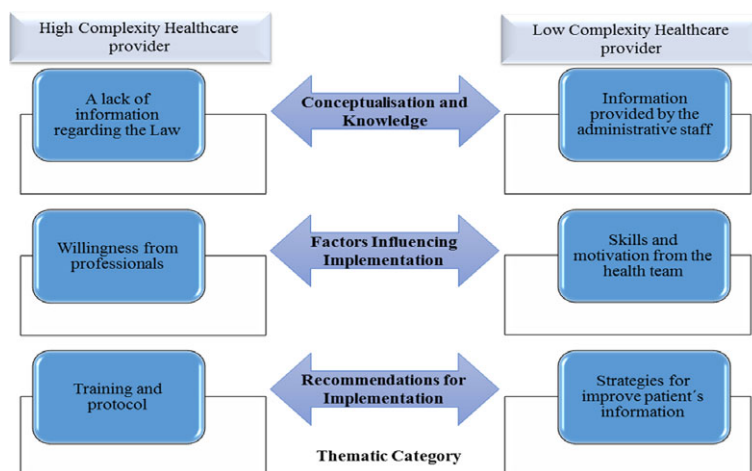 High Complexity Healthcare
provider
Low Complexity Healthcare
provider
A lack of
information
regarding the Law
Conceptualisation and
Knowledge
Information
provided by the
administrative staff
Willingness from
professionals
Factors Influencing
Implementation
Skills and
motivation from the
health team
Training and
protocol
Recommendations for
Implementation
Strategies for
improve patient´s
information
Thematic Category